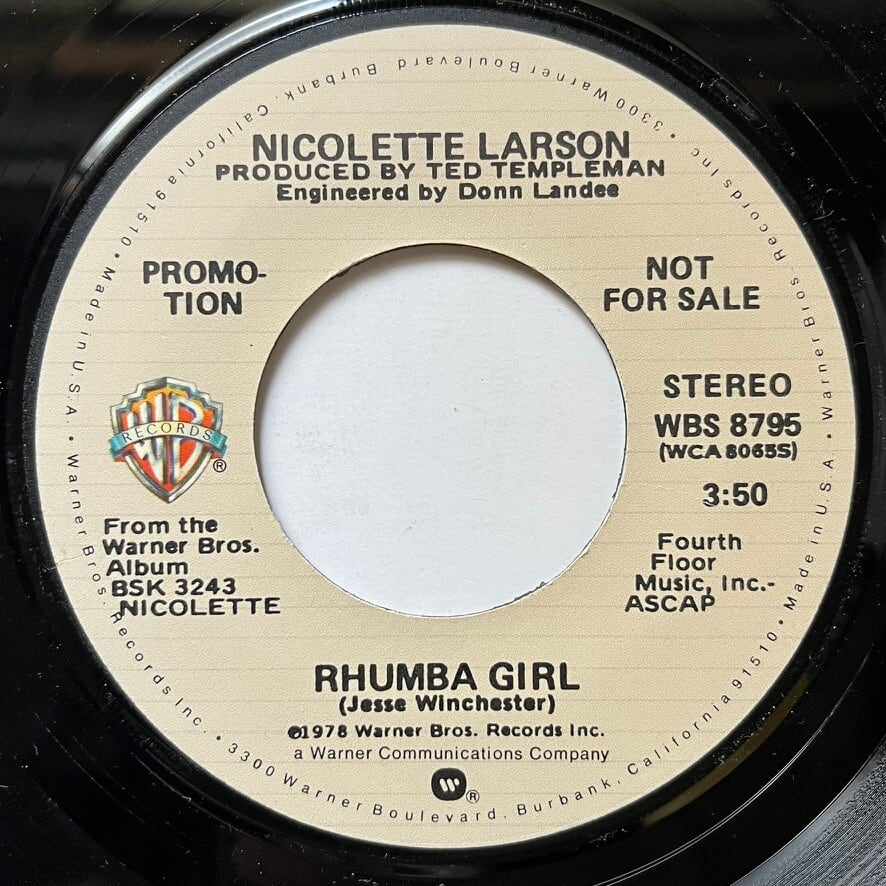 NICOLETTE LARSON
PRODUCED BY TED TEMPLEMAN
Engineered by Donn Landee
PROMO-
TION
NOT
FOR SALE
WB
RECORDS
®
STEREO
WBS 8795
(WCA 8065S)
3:50
From the
Warner Bros.
Album
BSK 3243
NICOLETTE
Fourth
Floor
Music, Inc.-
ASCAP
RHUMBA GIRL
(Jesse Winchester)
℗1978 Warner Bros. Records Inc.
a Warner Communications Company
W ®
Warner Bros. Records Inc. • 3300 Warner Boulevard, Burbank, California 91510 • Made in U.S.A. •
Warner Bros. Records Inc. • 3300 Warner Boulevard, Burbank, California 91510 • Made in U.S.A. •